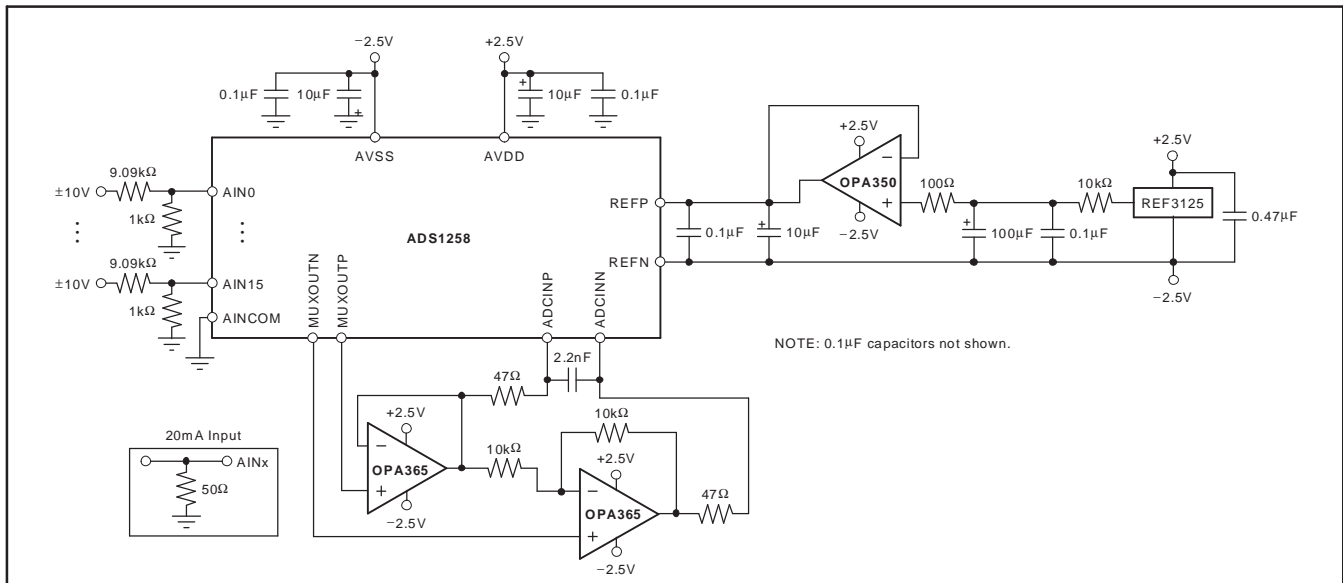 −2.5V
+2.5V
0.1µF
10µF
+
+
10µF
0.1µF
AVSS
AVDD
9.09kΩ
±10V
AIN0
1kΩ
⋮
⋮
ADS1258
9.09kΩ
±10V
AIN15
1kΩ
AINCOM
MUXOUTN
MUXOUTP
ADCINP
ADCINN
REFP
REFN
0.1µF
+
10µF
+2.5V
−
OPA350
+
−2.5V
100Ω
+
100µF
0.1µF
10kΩ
+2.5V
REF3125
0.47µF
−2.5V
NOTE: 0.1µF capacitors not shown.
2.2nF
47Ω
+2.5V
−
OPA365
+
−2.5V
10kΩ
10kΩ
+2.5V
−
OPA365
+
−2.5V
47Ω
20mA Input
AINx
50Ω